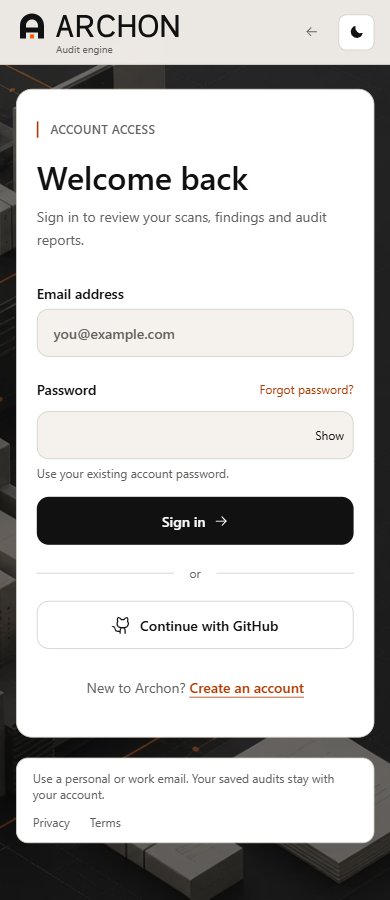 ARCHON
Audit engine
ACCOUNT ACCESS
Welcome back
Sign in to review your scans, findings and audit
reports.
Email address
you@example.com
Password
Forgot password?
Show
Use your existing account password.
Sign in →
or
Continue with GitHub
New to Archon? Create an account
Use a personal or work email. Your saved audits stay with
your account.
Privacy Terms